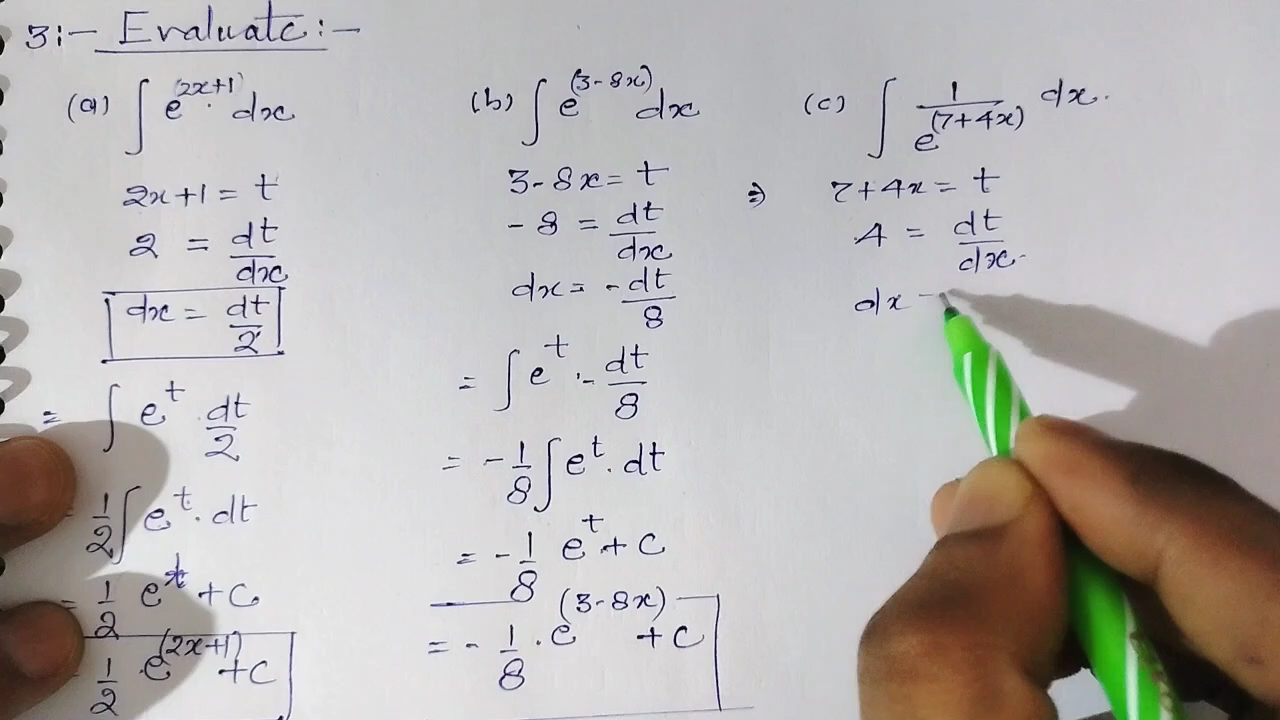 3:- Evaluate:-
(a) ∫ e^(2x+1) . dx
2x+1 = t
2 = dt/dx
dx = dt/2
= ∫ e^t . dt/2
= 1/2 ∫ e^t . dt
= 1/2 e^t + c
= 1/2 . e^(2x+1) + c
(b) ∫ e^(3-8x) dx
3-8x = t
-8 = dt/dx
dx = -dt/8
= ∫ e^t . - dt/8
= -1/8 ∫ e^t . dt
= -1/8 e^t + c
= -1/8 . e^(3-8x) + c
(c) ∫ 1/e^(7+4x) dx.
⇒ 7+4x = t
4 = dt/dx
dx